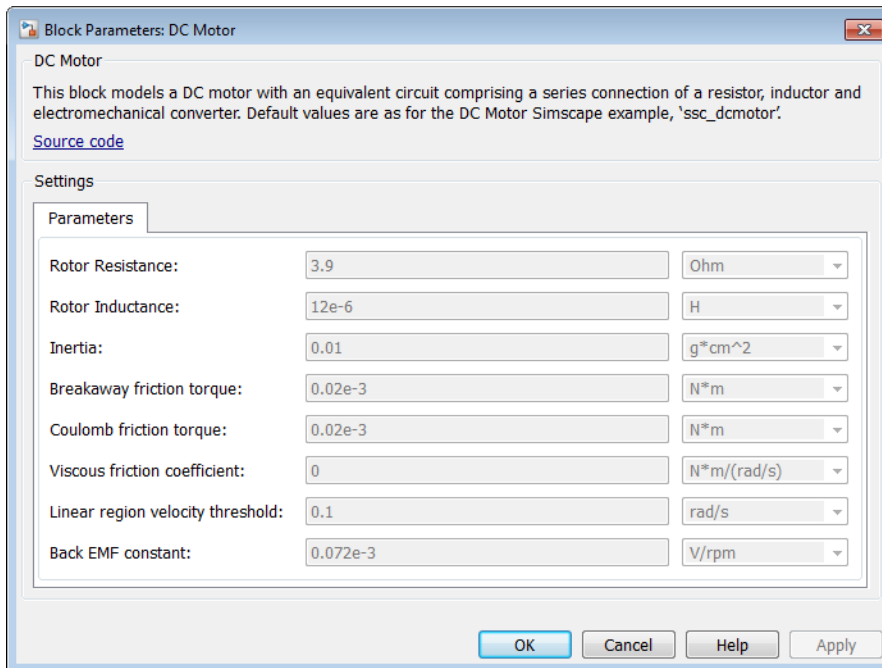 Block Parameters: DC Motor
DC Motor
This block models a DC motor with an equivalent circuit comprising a series connection of a resistor, inductor and
electromechanical converter. Default values are as for the DC Motor Simscape example, ‘ssc_dcmotor’.
Source code
Settings
Parameters
Rotor Resistance: 3.9 Ohm
Rotor Inductance: 12e-6 H
Inertia: 0.01 g*cm^2
Breakaway friction torque: 0.02e-3 N*m
Coulomb friction torque: 0.02e-3 N*m
Viscous friction coefficient: 0 N*m/(rad/s)
Linear region velocity threshold: 0.1 rad/s
Back EMF constant: 0.072e-3 V/rpm
OK Cancel Help Apply